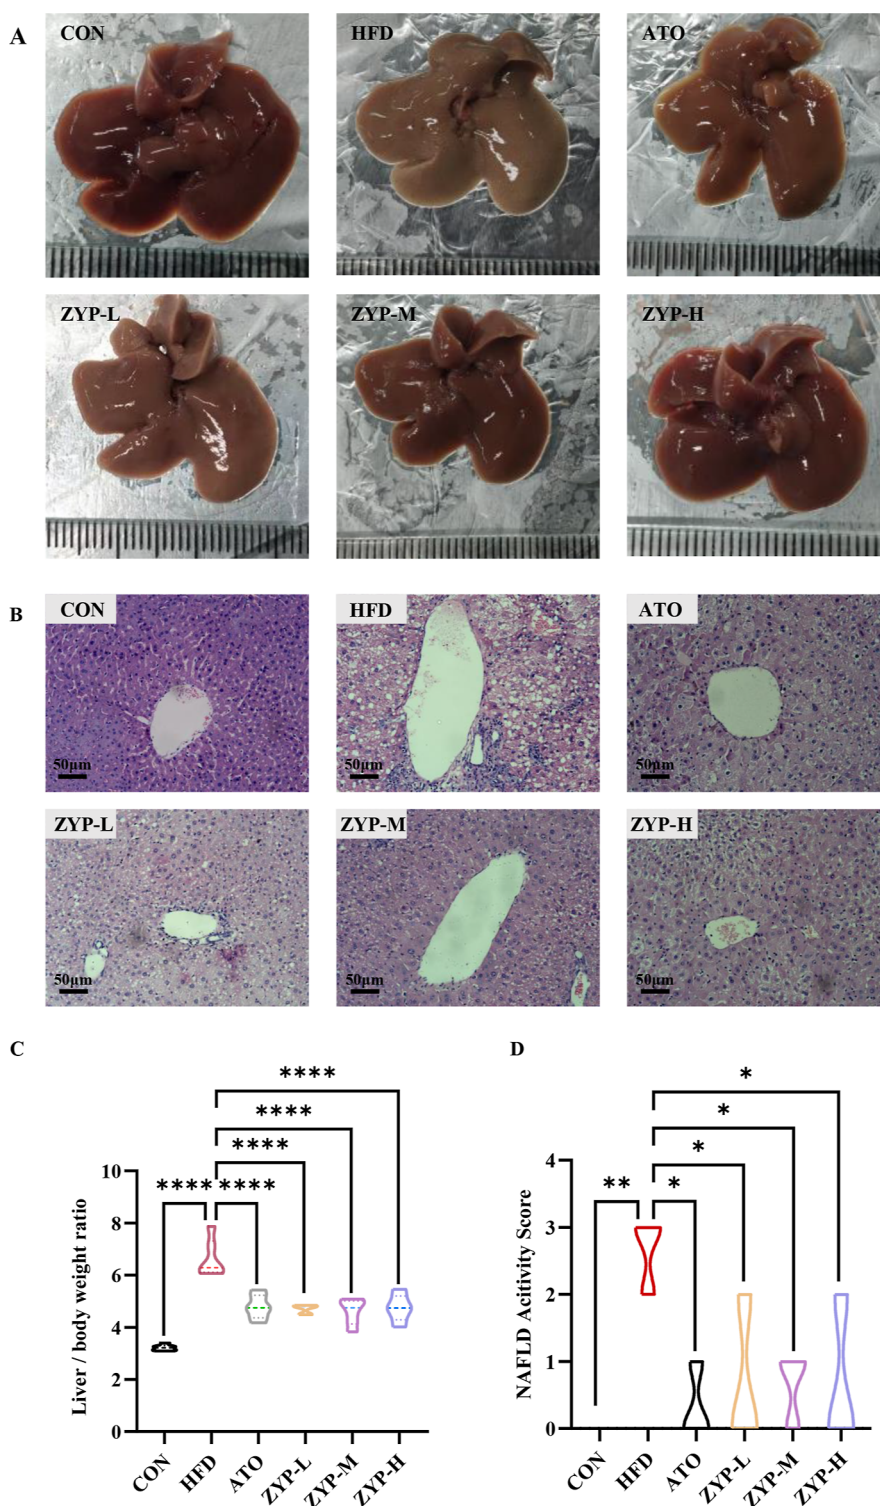 A
CON
HFD
ATO
ZYP-L
ZYP-M
ZYP-H
B
CON
HFD
ATO
50μm
50μm
50μm
ZYP-L
ZYP-M
ZYP-H
50μm
50μm
50μm
C
****
****
****
**** ****
Liver / body weight ratio
10
8
6
4
2
0
CON
HFD
ATO
ZYP-L
ZYP-M
ZYP-H
D
*
*
*
** *
NAFLD Acitivity Score
4
3
2
1
0
CON
HFD
ATO
ZYP-L
ZYP-M
ZYP-H